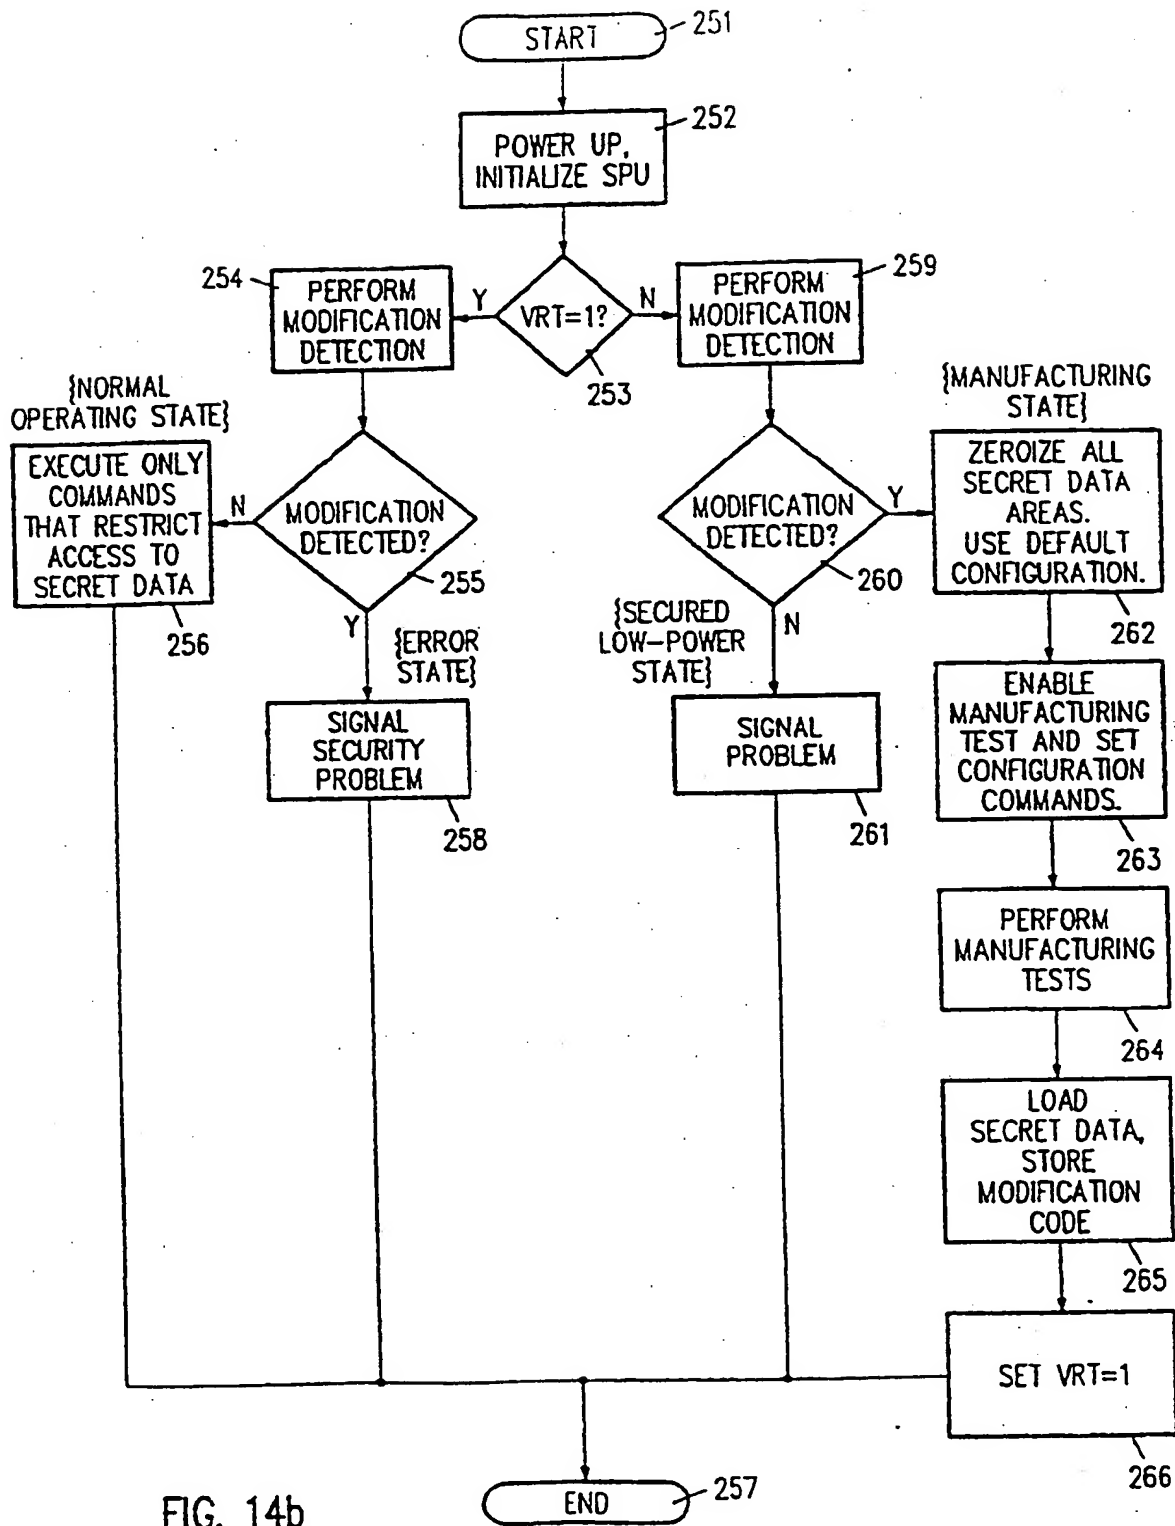 START
251
POWER UP,
INITIALIZE SPU
252
VRT=1?
253
Y
N
254
PERFORM
MODIFICATION
DETECTION
259
PERFORM
MODIFICATION
DETECTION
{NORMAL
OPERATING STATE}
EXECUTE ONLY
COMMANDS
THAT RESTRICT
ACCESS TO
SECRET DATA
256
N
MODIFICATION
DETECTED?
255
Y
{ERROR
STATE}
SIGNAL
SECURITY
PROBLEM
258
MODIFICATION
DETECTED?
260
Y
N
{SECURED
LOW-POWER
STATE}
SIGNAL
PROBLEM
261
{MANUFACTURING
STATE}
ZEROIZE ALL
SECRET DATA
AREAS.
USE DEFAULT
CONFIGURATION.
262
ENABLE
MANUFACTURING
TEST AND SET
CONFIGURATION
COMMANDS.
263
PERFORM
MANUFACTURING
TESTS
264
LOAD
SECRET DATA,
STORE
MODIFICATION
CODE
265
SET VRT=1
266
END
257
FIG. 14b